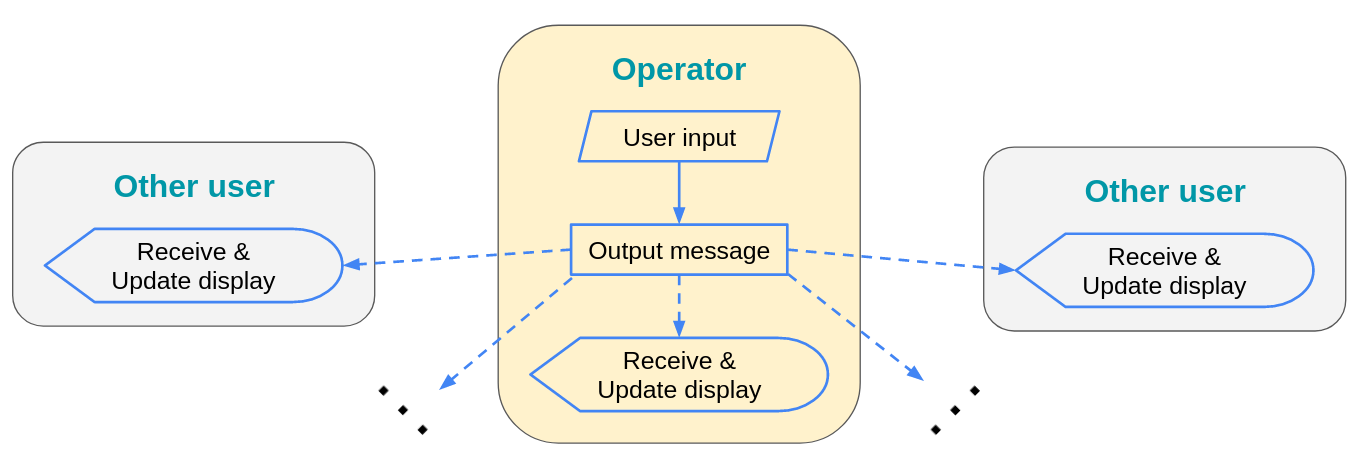 Operator
User input
Output message
Receive &
Update display
Other user
Receive &
Update display
Other user
Receive &
Update display